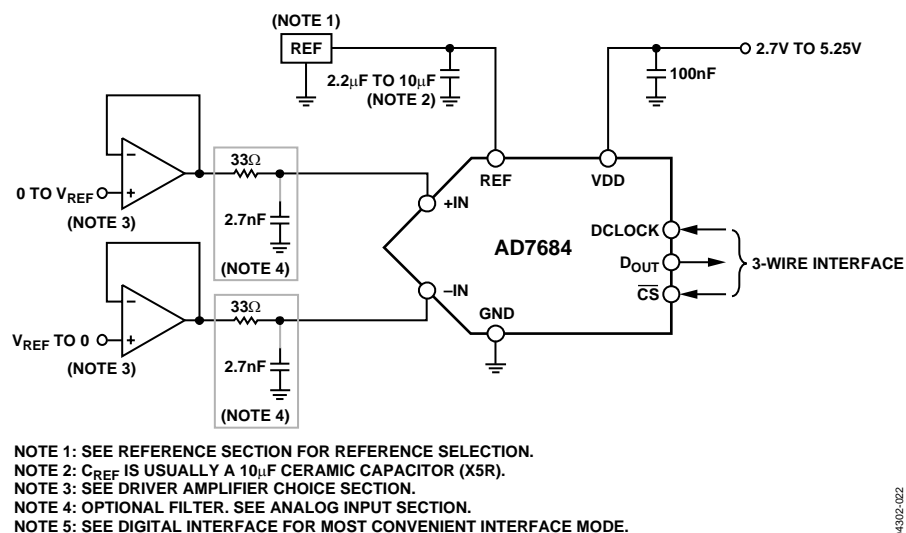 (NOTE 1)
REF
2.7V TO 5.25V
2.2μF TO 10μF
(NOTE 2)
100nF
33Ω
REF
VDD
0 TO VREF
(NOTE 3)
2.7nF
(NOTE 4)
+IN
DCLOCK
AD7684
DOUT
3-WIRE INTERFACE
–IN
CS
33Ω
GND
VREF TO 0
(NOTE 3)
2.7nF
(NOTE 4)
NOTE 1: SEE REFERENCE SECTION FOR REFERENCE SELECTION.
NOTE 2: CREF IS USUALLY A 10μF CERAMIC CAPACITOR (X5R).
NOTE 3: SEE DRIVER AMPLIFIER CHOICE SECTION.
NOTE 4: OPTIONAL FILTER. SEE ANALOG INPUT SECTION.
NOTE 5: SEE DIGITAL INTERFACE FOR MOST CONVENIENT INTERFACE MODE.